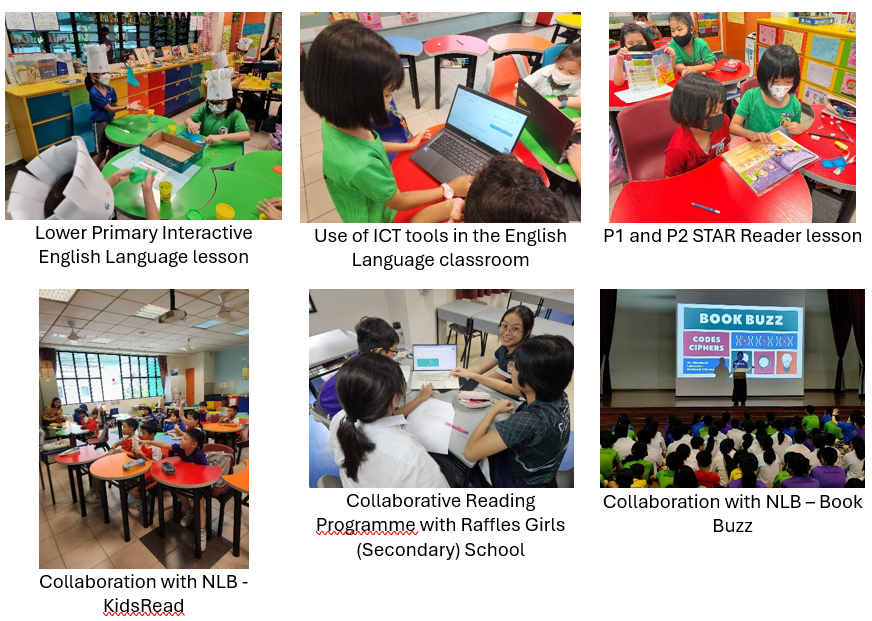 Lower Primary Interactive
English Language lesson
Use of ICT tools in the English
Language classroom
P1 and P2 STAR Reader lesson
BOOK BUZZ
CODES
CIPHERS
Collaboration with NLB -
KidsRead
Collaborative Reading
Programme with Raffles Girls
(Secondary) School
Collaboration with NLB – Book
Buzz